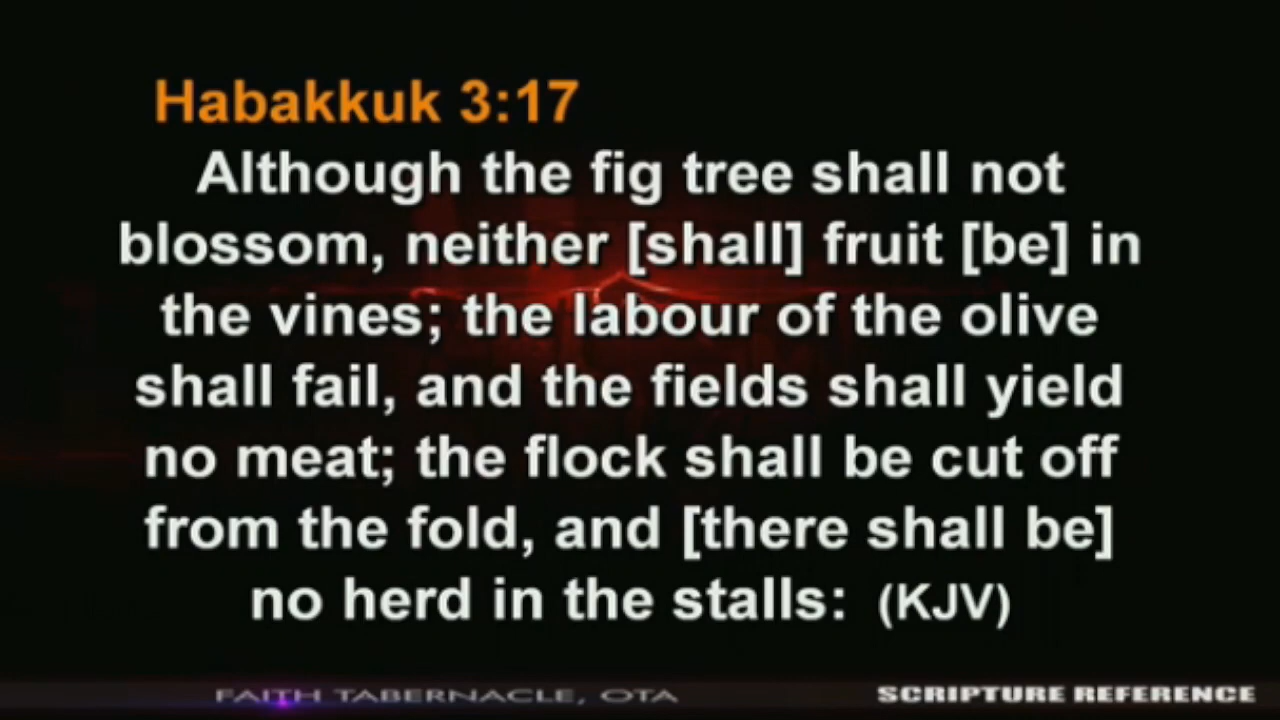 Habakkuk 3:17
Although the fig tree shall not
blossom, neither [shall] fruit [be] in
the vines; the labour of the olive
shall fail, and the fields shall yield
no meat; the flock shall be cut off
from the fold, and [there shall be]
no herd in the stalls: (KJV)
FAITH TABERNACLE, OTA
SCRIPTURE REFERENCE